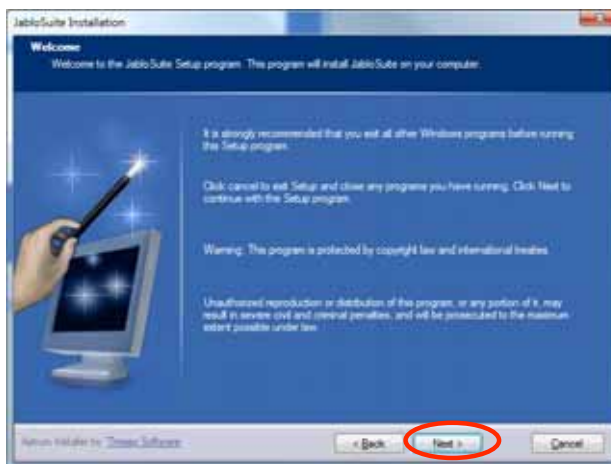 JabloSuite Installation
Welcome
Welcome to the JabloSuite Setup program. This program will install JabloSuite on your computer.
It is strongly recommended that you exit all other Windows programs before running
this Setup program.
Click cancel to exit Setup and close any programs you have running. Click Next to
continue with the Setup program.
Warning: This program is protected by copyright law and international treaties.
Unauthorized reproduction or distribution of this program, or any portion of it, may
result in severe civil and criminal penalties, and will be prosecuted to the maximum
extent possible under law.
Installer by Software
< Back
Next >
Cancel